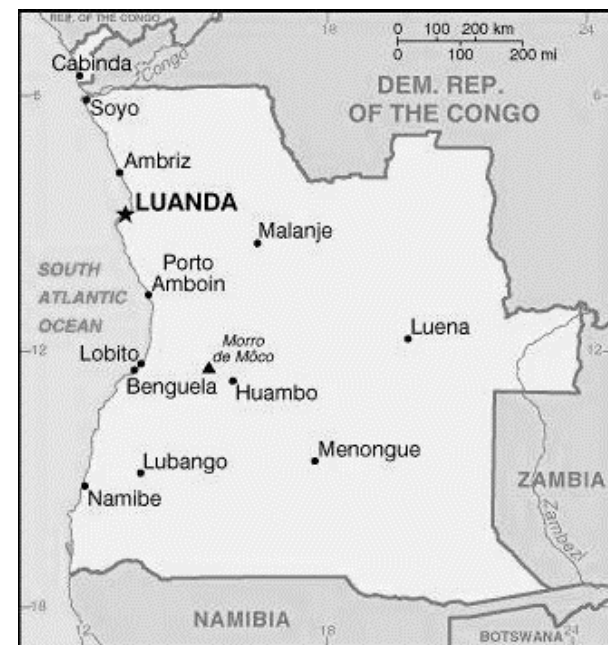 REP. OF THE CONGO
18
0 100 200 km
0 100 200 mi
24
Cabinda
Congo
DEM. REP.
OF THE CONGO
6
6
Soyo
Ambriz
LUANDA
Malanje
Porto
Amboin
SOUTH
ATLANTIC
OCEAN
Luena
Morro
de Môco
12
12
Lobito
Benguela
Huambo
Lubango
Menongue
ZAMBIA
Namibe
Zambezi
18
NAMIBIA
12
18
24
BOTSWANA